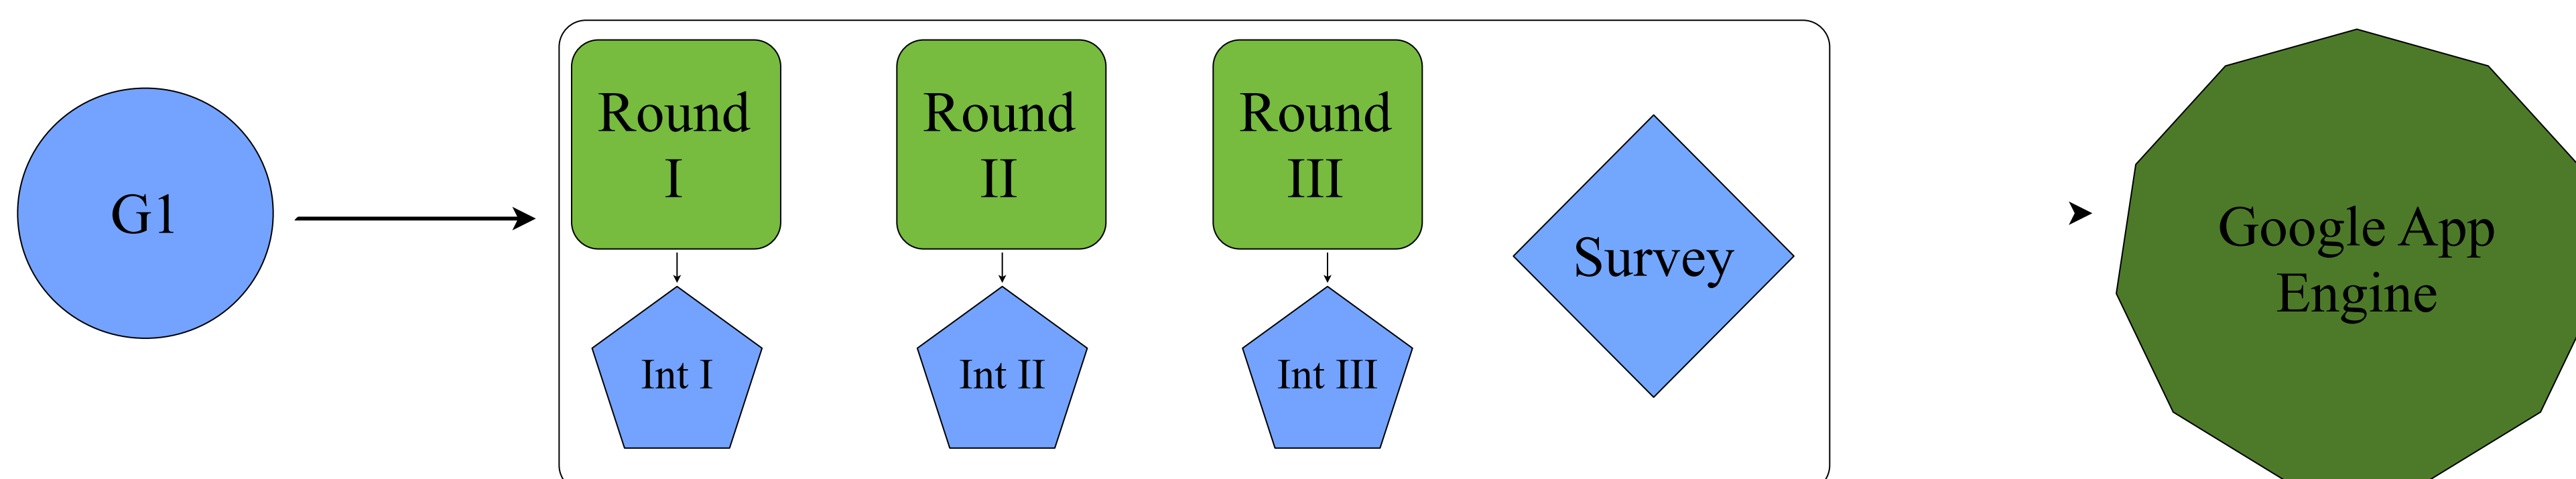 G1
Round
I
Round
II
Round
III
Int I
Int II
Int III
Survey
Google App
Engine